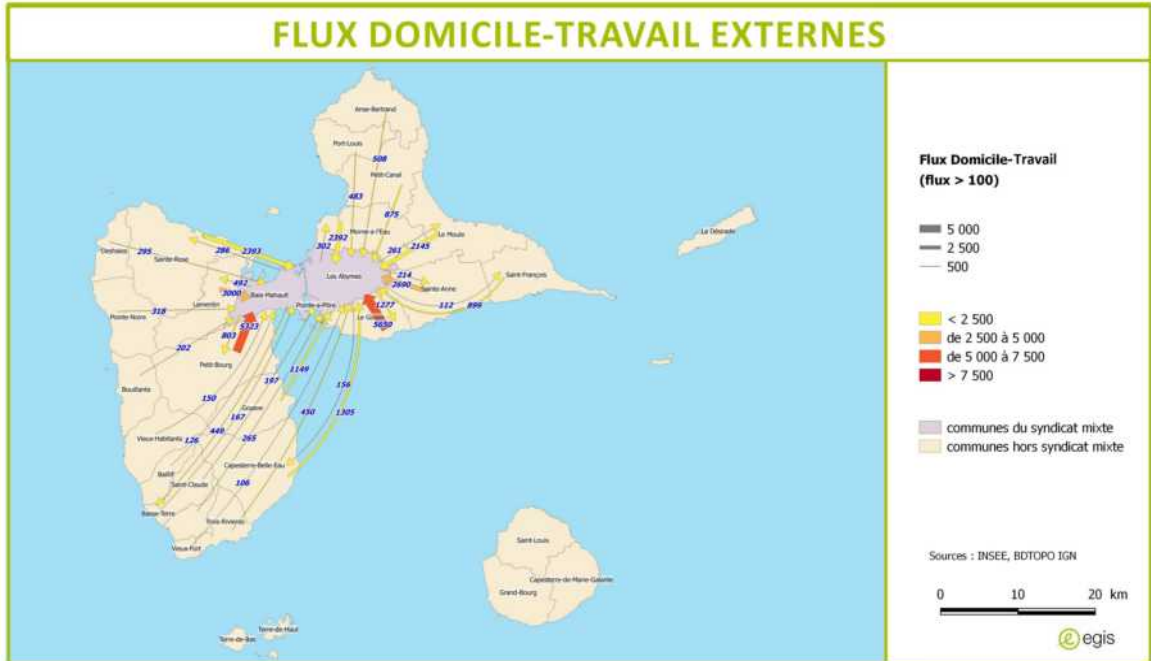 FLUX DOMICILE-TRAVAIL EXTERNES
Anse-Bertrand
Port-Louis
508
Petit-Canal
483
875
Morne-a-l'Eau
2392
302
261
2145
Le Moule
La Désirade
Deshaies
295
286
2393
Sainte-Rose
Les Abymes
214
2690
Sainte-Anne
Saint-François
492
3000
Baie Mahault
Lamentin
Pointe-a-Pitre
1277
Le Gosier
5650
112
899
Pointe-Noire
318
5323
803
202
Petit-Bourg
1149
197
156
Bouillante
150
Goyave
450
1305
167
449
265
Vieux Habitants
126
Capesterre-Belle Eau
Baillif
Saint-Claude
106
Basse-Terre
Trois-Rivieres
Vieux-Fort
Saint-Louis
Capesterre-de-Marie-Galante
Grand-Bourg
Terre-de-Haut
Terre-de-Bas
Flux Domicile-Travail
(flux > 100)
5 000
2 500
500
< 2 500
de 2 500 à 5 000
de 5 000 à 7 500
> 7 500
communes du syndicat mixte
communes hors syndicat mixte
Sources : INSEE, BDTOPO IGN
0 10 20 km
egis